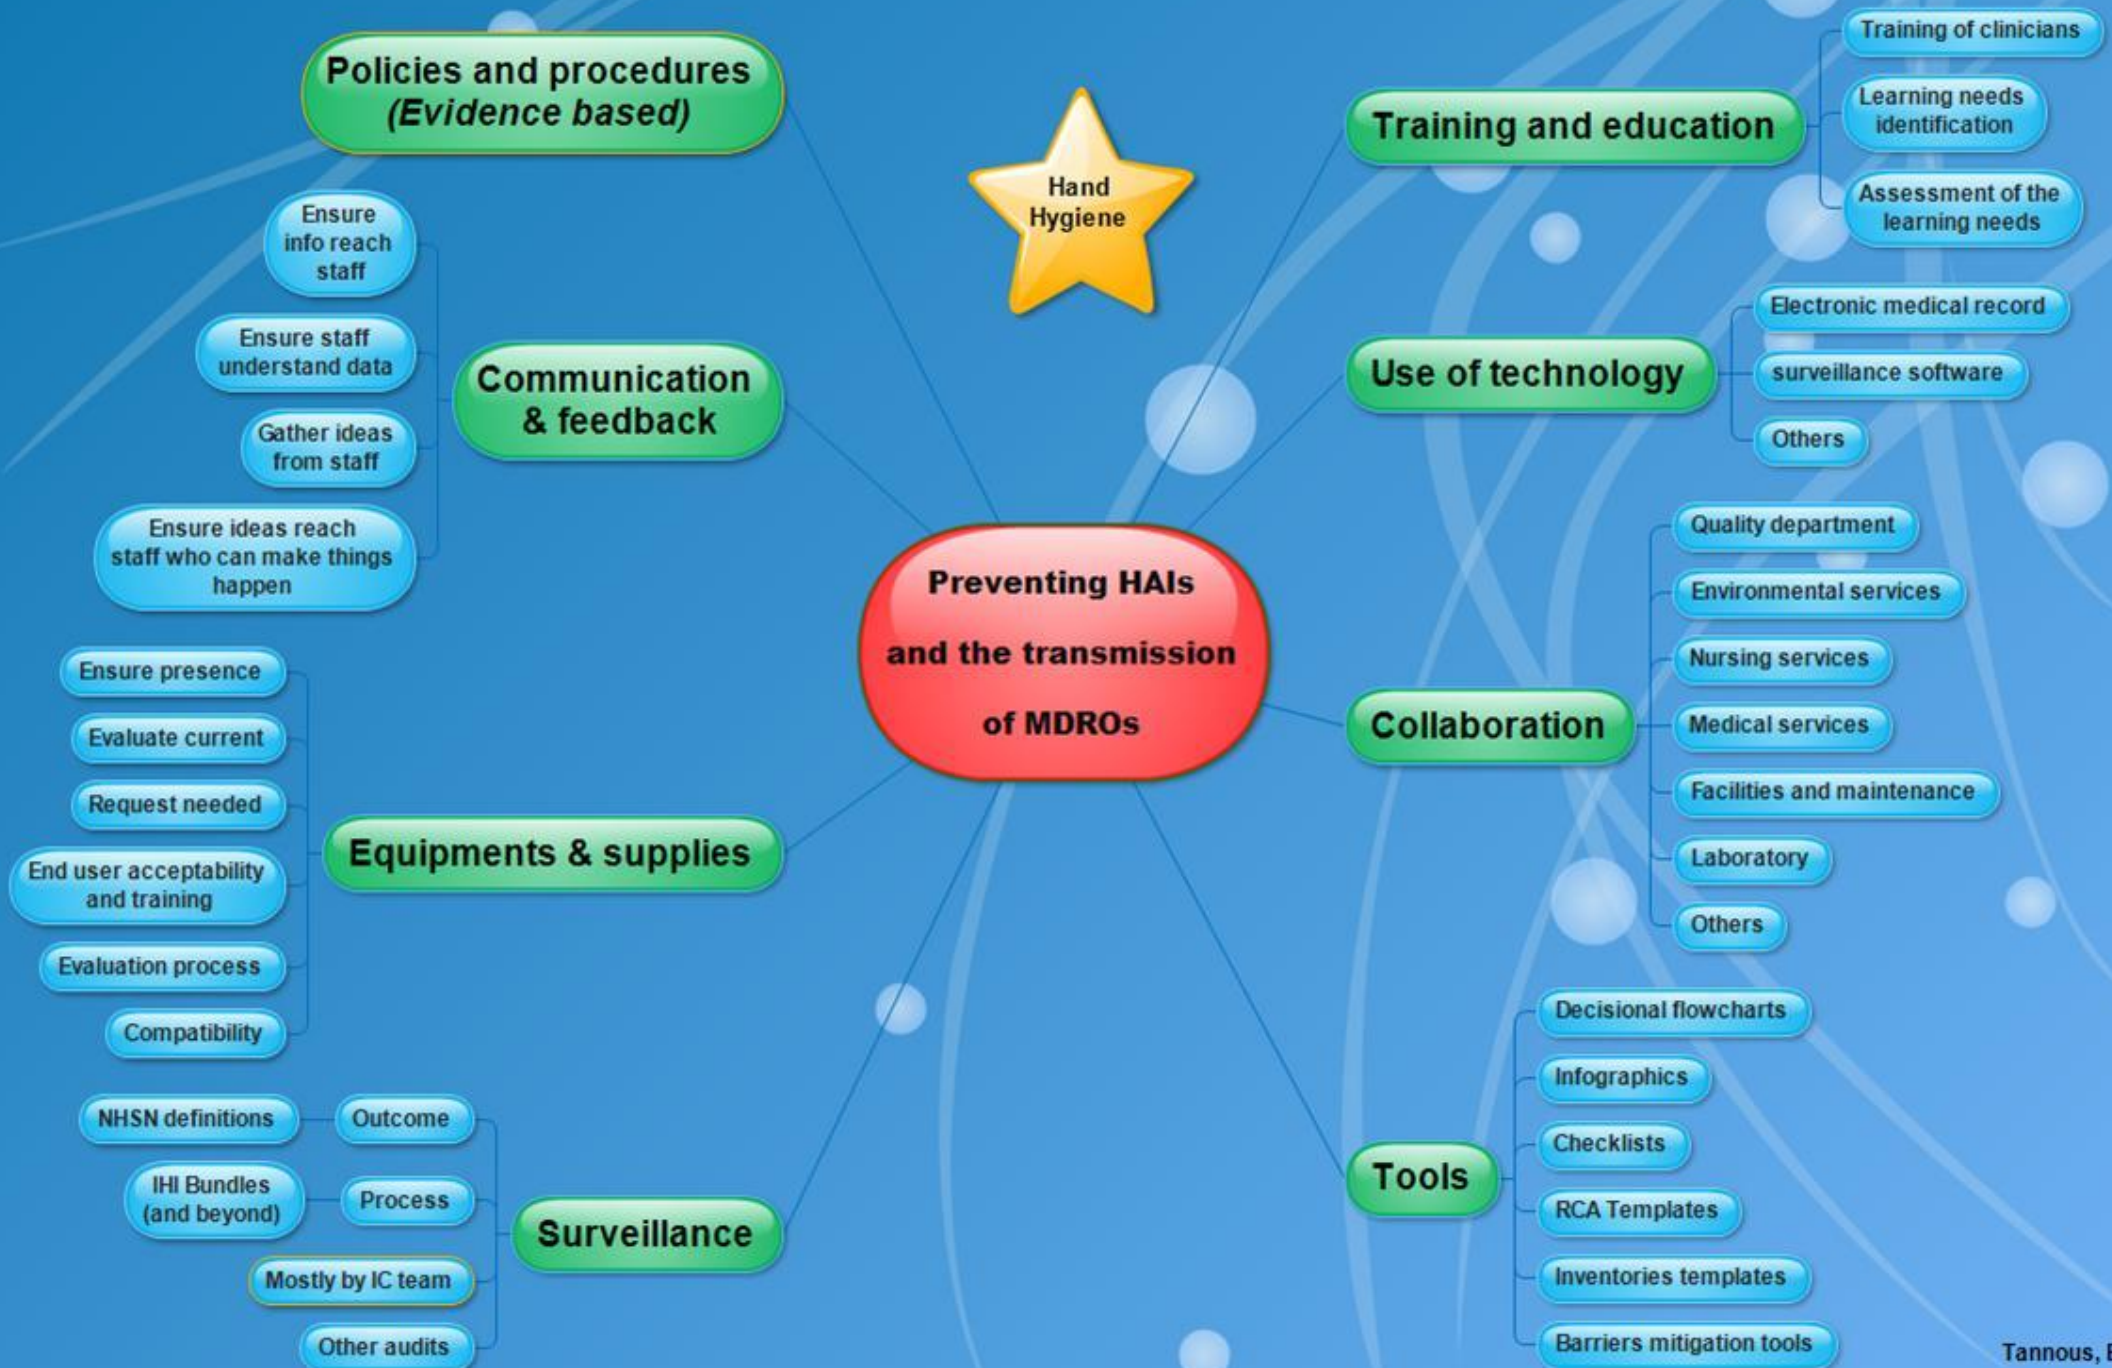 Policies and procedures
(Evidence based)
Ensure
info reach
staff
Ensure staff
understand data
Gather ideas
from staff
Ensure ideas reach
staff who can make things
happen
Communication
& feedback
Ensure presence
Evaluate current
Request needed
End user acceptability
and training
Evaluation process
Compatibility
Equipments & supplies
NHSN definitions
Outcome
IHI Bundles
(and beyond)
Process
Mostly by IC team
Other audits
Surveillance
Hand
Hygiene
Preventing HAIs
and the transmission
of MDROs
Training and education
Training of clinicians
Learning needs
identification
Assessment of the
learning needs
Use of technology
Electronic medical record
surveillance software
Others
Collaboration
Quality department
Environmental services
Nursing services
Medical services
Facilities and maintenance
Laboratory
Others
Tools
Decisional flowcharts
Infographics
Checklists
RCA Templates
Inventories templates
Barriers mitigation tools
Tannous,